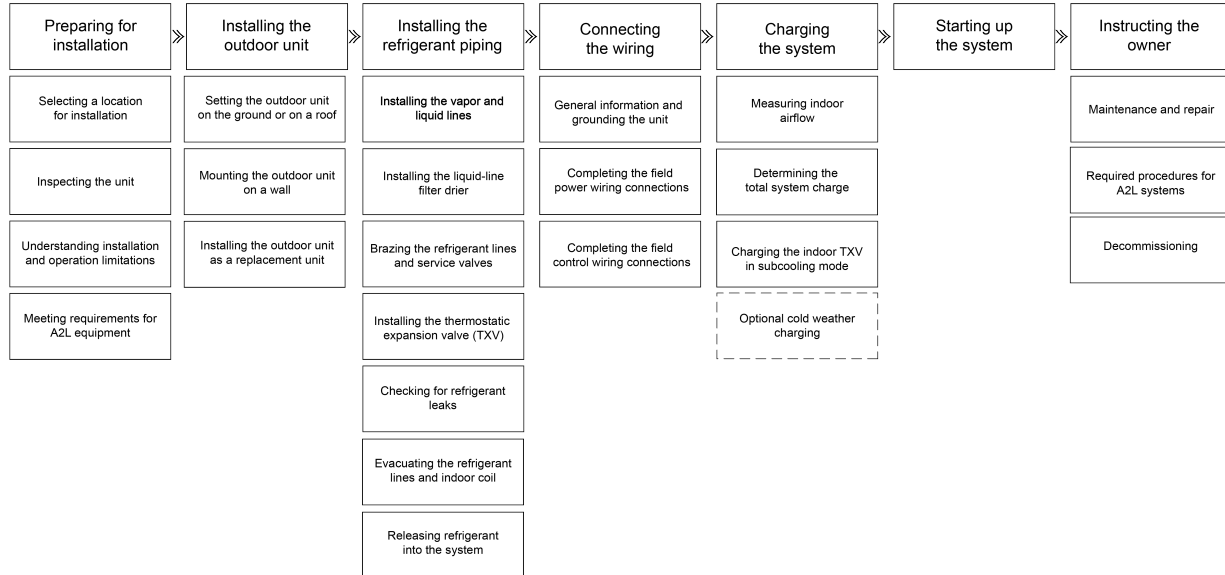 Preparing for
installation
Selecting a location
for installation
Inspecting the unit
Understanding installation
and operation limitations
Meeting requirements for
A2L equipment
Installing the
outdoor unit
Setting the outdoor unit
on the ground or on a roof
Mounting the outdoor unit
on a wall
Installing the outdoor unit
as a replacement unit
Installing the
refrigerant piping
Installing the vapor and
liquid lines
Installing the liquid-line
filter drier
Brazing the refrigerant lines
and service valves
Installing the thermostatic
expansion valve (TXV)
Checking for refrigerant
leaks
Evacuating the refrigerant
lines and indoor coil
Releasing refrigerant
into the system
Connecting
the wiring
General information and
grounding the unit
Completing the field
power wiring connections
Completing the field
control wiring connections
Charging
the system
Measuring indoor
airflow
Determining the
total system charge
Charging the indoor TXV
in subcooling mode
Optional cold weather
charging
Starting up
the system
Instructing the
owner
Maintenance and repair
Required procedures for
A2L systems
Decommissioning